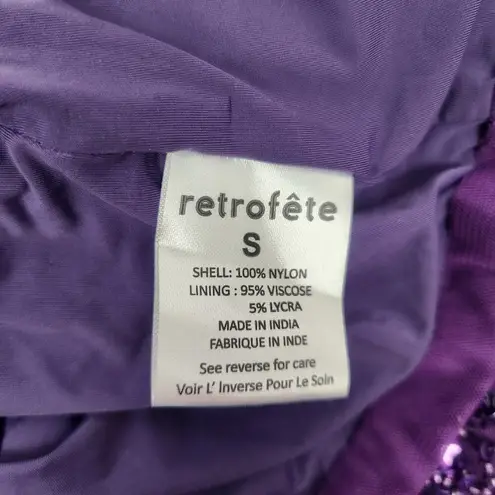 retrofête
S
SHELL: 100% NYLON
LINING : 95% VISCOSE
5% LYCRA
MADE IN INDIA
FABRIQUE IN INDE
See reverse for care
Voir L' Inverse Pour Le Soin